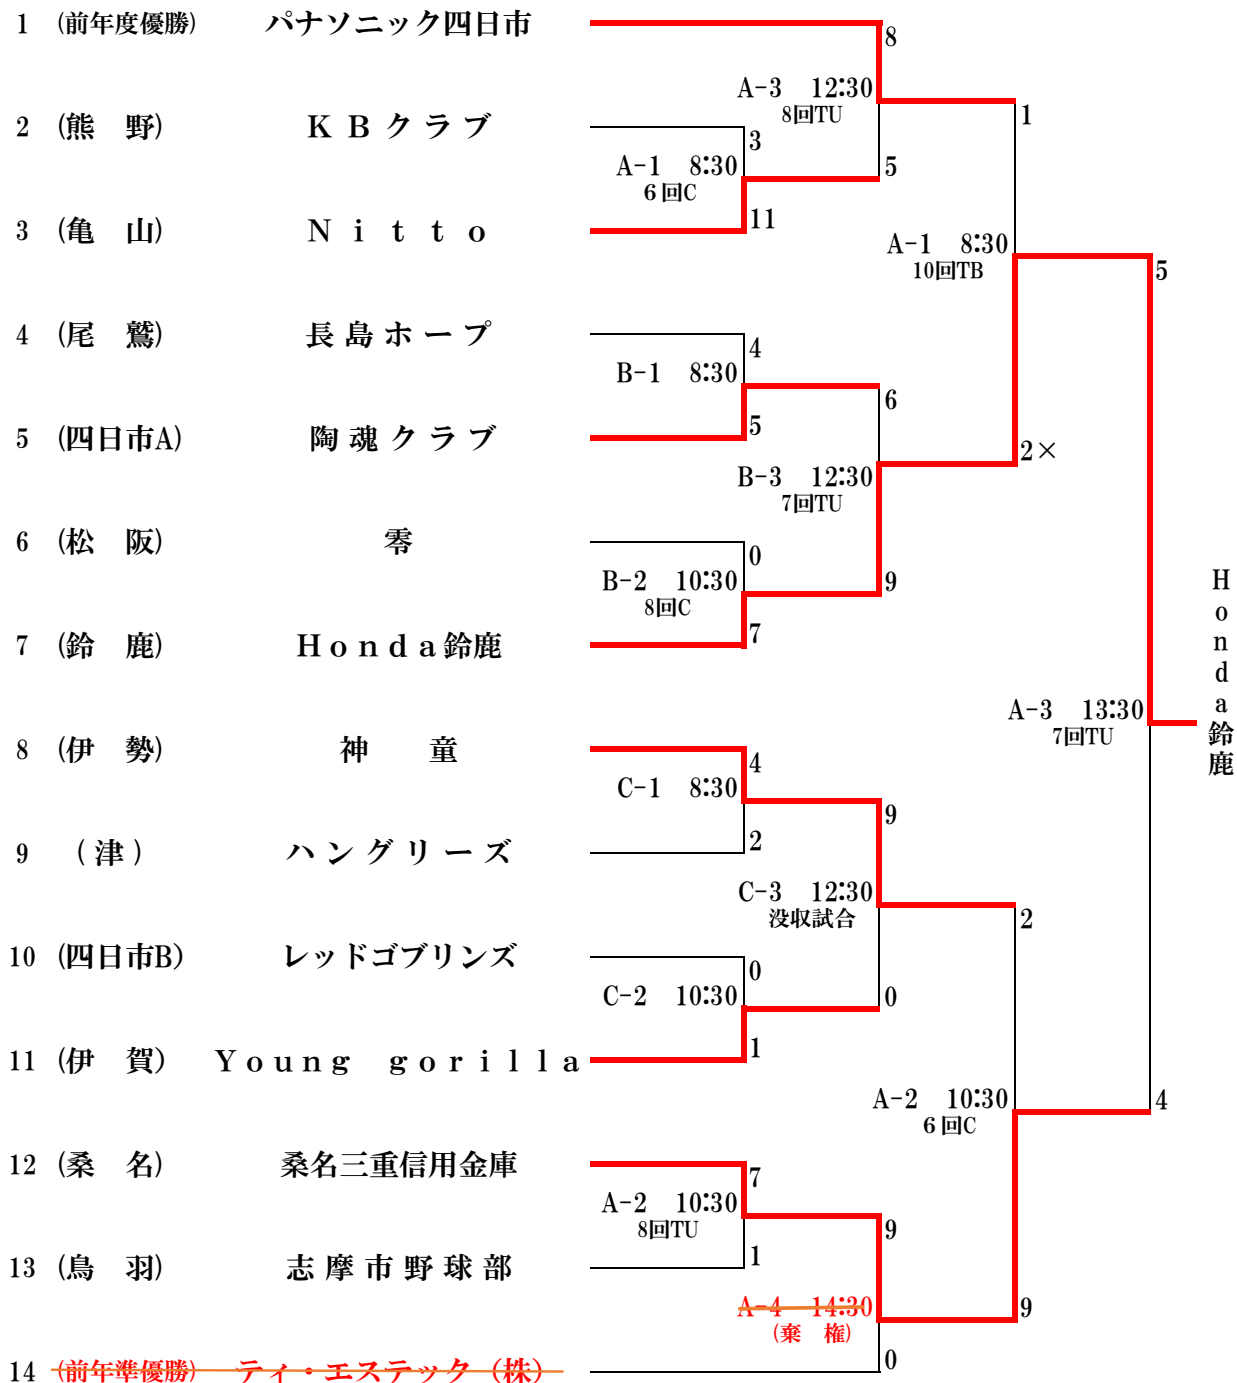 1 (前年度優勝) パナソニック四日市
8
A-3 12:30
8回TU
2 (熊 野) ＫＢクラブ
3
1
A-1 8:30
6回C
5
3 (亀 山) Ｎｉｔｔｏ
11
A-1 8:30
10回TB
5
4 (尾 鷲) 長島ホープ
4
B-1 8:30
6
5 (四日市A) 陶魂クラブ
5
2×
B-3 12:30
7回TU
6 (松 阪) 零
0
B-2 10:30
8回C
9
7 (鈴 鹿) Ｈｏｎｄａ鈴鹿
7
Ｈｏｎｄａ鈴鹿
A-3 13:30
7回TU
8 (伊 勢) 神 童
4
C-1 8:30
9
9 (津) ハングリーズ
2
C-3 12:30
没収試合
2
10 (四日市B) レッドゴブリンズ
0
C-2 10:30
0
11 (伊 賀) Ｙｏｕｎｇ ｇｏｒｉｌｌａ
1
A-2 10:30
6回C
4
12 (桑 名) 桑名三重信用金庫
7
A-2 10:30
8回TU
9
13 (鳥 羽) 志摩市野球部
1
A-4 14:30
(棄 権)
9
14 (前年準優勝) ティ・エステック（株）
0